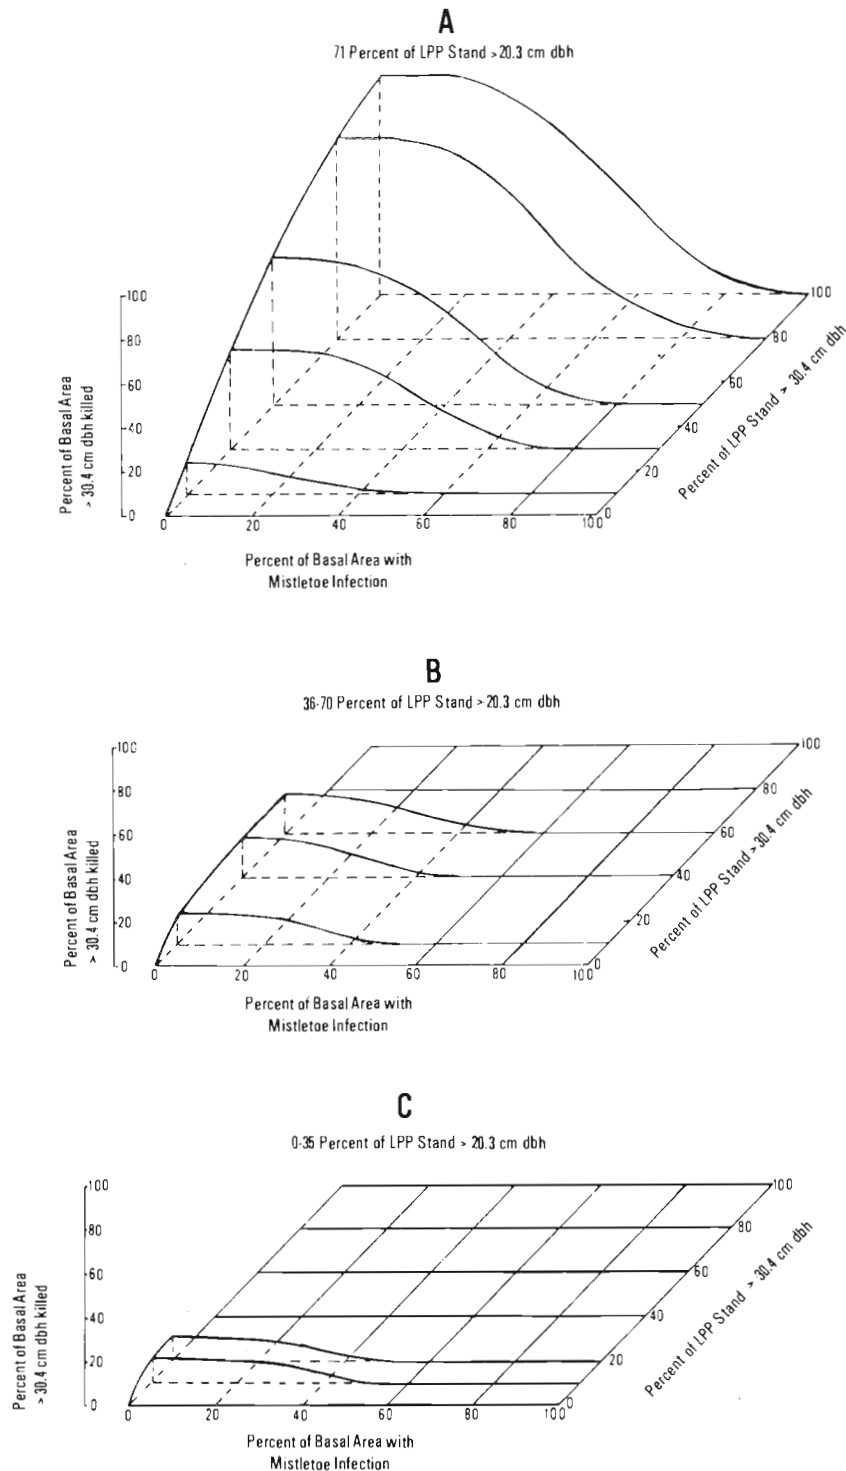 A
71 Percent of LPP Stand >20.3 cm dbh
100
80
60
40
20
0
Percent of Basal Area
> 30.4 cm dbh killed
0
20
40
60
80
100
Percent of Basal Area with
Mistletoe Infection
0
20
40
60
80
100
Percent of LPP Stand > 30.4 cm dbh
B
36-70 Percent of LPP Stand >20.3 cm dbh
100
80
60
40
20
0
Percent of Basal Area
> 30.4 cm dbh killed
0
20
40
60
80
100
Percent of Basal Area with
Mistletoe Infection
0
20
40
60
80
100
Percent of LPP Stand >30.4 cm dbh
C
0-35 Percent of LPP Stand > 20.3 cm dbh
100
80
60
40
20
0
Percent of Basal Area
>30.4 cm dbh killed
0
20
40
60
80
100
Percent of Basal Area with
Mistletoe Infection
0
20
40
60
80
100
Percent of LPP Stand > 30.4 cm dbh